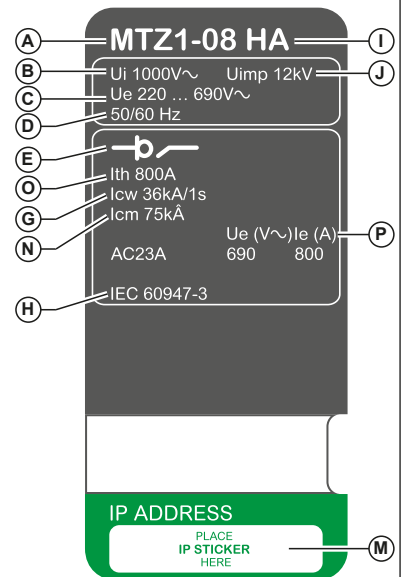 A MTZ1-08 HA I
B Ui 1000V∿ Uimp 12kV J
C Ue 220 ... 690V∿
D 50/60 Hz
E
O Ith 800A
G Icw 36kA/1s
N Icm 75kÂ
Ue (V∿) Ie (A) P
AC23A 690 800
H IEC 60947-3
IP ADDRESS
PLACE
IP STICKER M
HERE